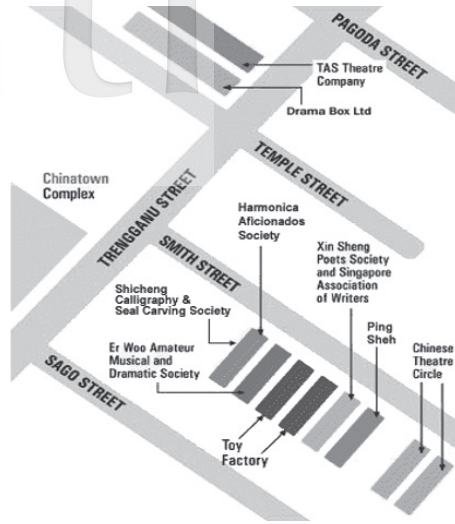 PAGODA STREET
TAS Theatre
Company
Drama Box Ltd
TEMPLE STREET
Chinatown
Complex
TRENGGANU STREET
Harmonica
Aficionados
Society
SMITH STREET
Xin Sheng
Poets Society
and Singapore
Association
of Writers
Shicheng
Calligraphy &
Seal Carving Society
Ping
Sheh
Chinese
Theatre
Circle
Er Woo Amateur
Musical and
Dramatic Society
SAGO STREET
Toy
Factory